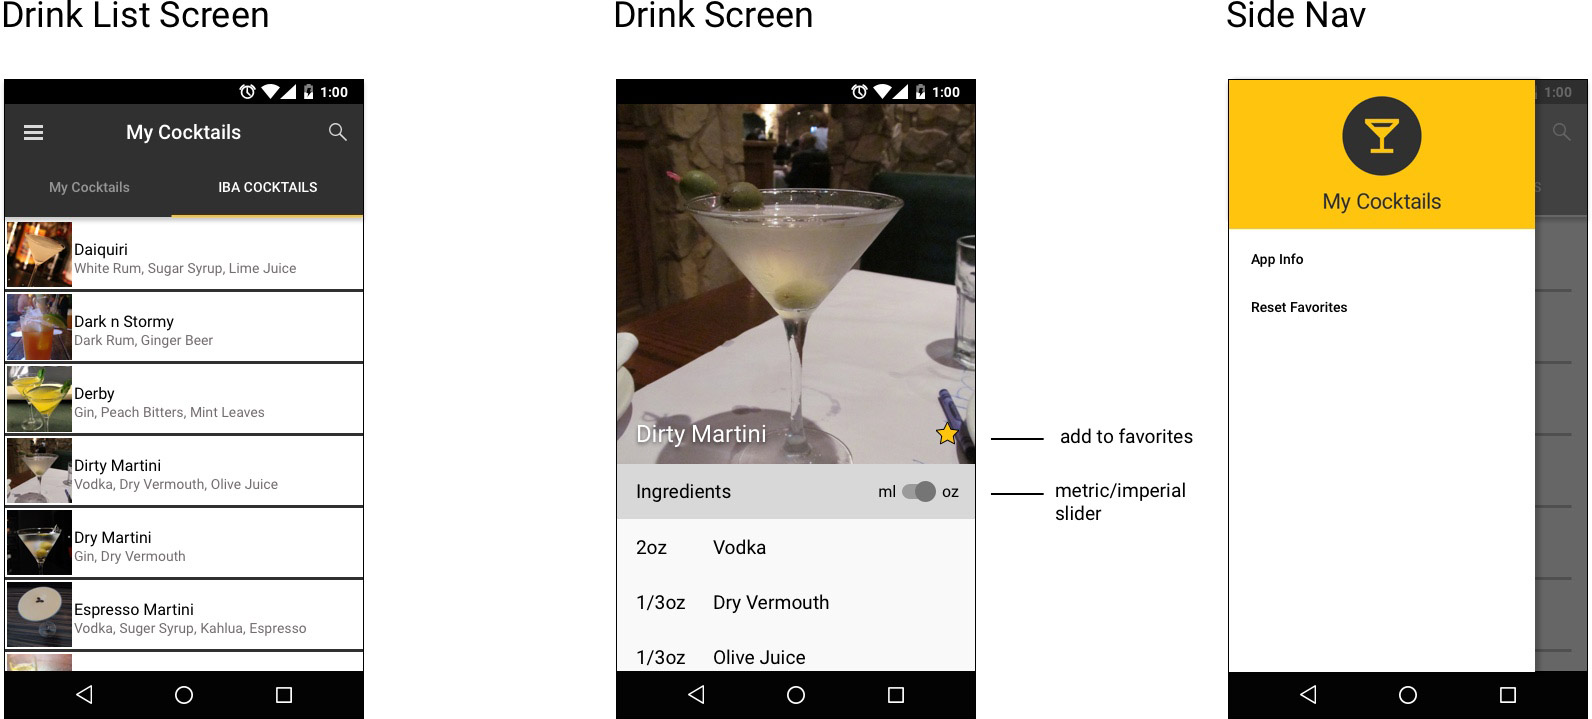 Drink List Screen
1:00
My Cocktails
My Cocktails
IBA COCKTAILS
Daiquiri
White Rum, Sugar Syrup, Lime Juice
Dark n Stormy
Dark Rum, Ginger Beer
Derby
Gin, Peach Bitters, Mint Leaves
Dirty Martini
Vodka, Dry Vermouth, Olive Juice
Dry Martini
Gin, Dry Vermouth
Espresso Martini
Vodka, Suger Syrup, Kahlua, Espresso
Drink Screen
1:00
Dirty Martini
add to favorites
Ingredients
ml
oz
metric/imperial
slider
2oz Vodka
1/3oz Dry Vermouth
1/3oz Olive Juice
Side Nav
1:00
My Cocktails
S
App Info
Reset Favorites